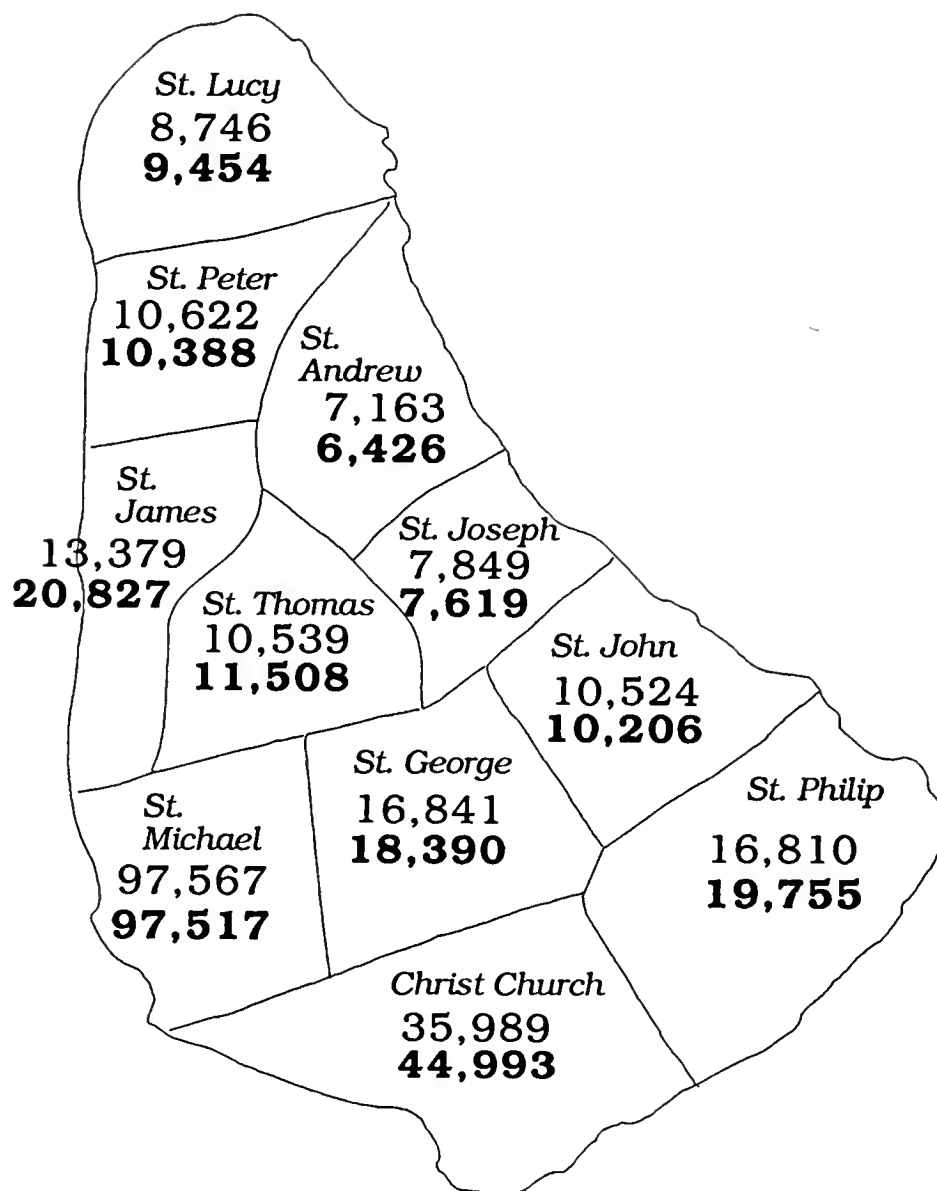 St. Lucy
8,746
9,454
St. Peter
10,622
10,388
St.
Andrew
7,163
6,426
St.
James
13,379
20,827
St. Joseph
7,849
7,619
St. Thomas
10,539
11,508
St. John
10,524
10,206
St. George
16,841
18,390
St. Philip
16,810
19,755
St.
Michael
97,567
97,517
Christ Church
35,989
44,993